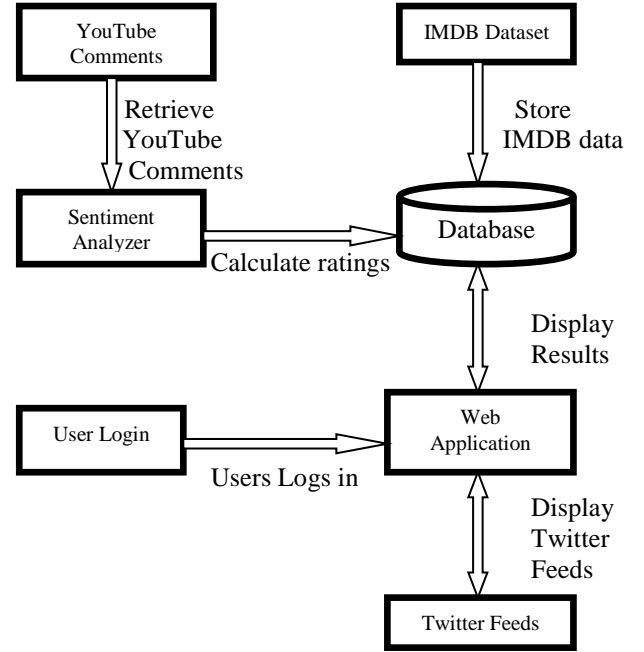 YouTube
Comments
IMDB Dataset
Retrieve
YouTube
Comments
Store
IMDB data
Sentiment
Analyzer
Calculate ratings
Database
Display
Results
User Login
Users Logs in
Web
Application
Display
Twitter
Feeds
Twitter Feeds